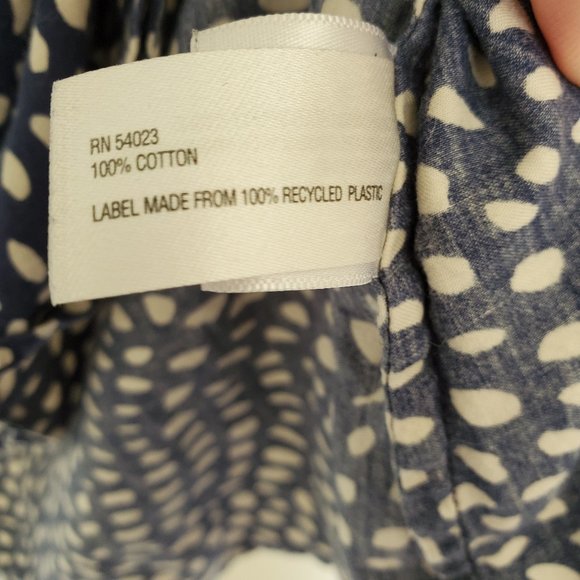 RN 54023
100% COTTON
LABEL MADE FROM 100% RECYCLED PLASTIC